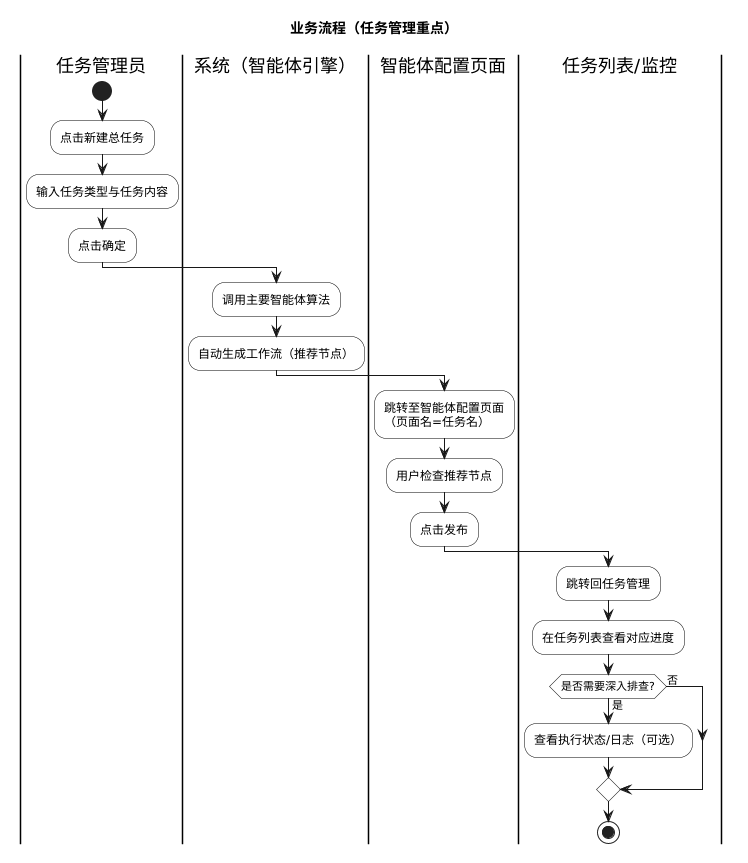 业务流程（任务管理重点）
任务管理员
系统（智能体引擎）
智能体配置页面
任务列表/监控
点击新建总任务
输入任务类型与任务内容
点击确定
调用主要智能体算法
自动生成工作流（推荐节点）
跳转至智能体配置页面
（页面名=任务名）
用户检查推荐节点
点击发布
跳转回任务管理
在任务列表查看对应进度
是否需要深入排查?
否
是
查看执行状态/日志（可选）